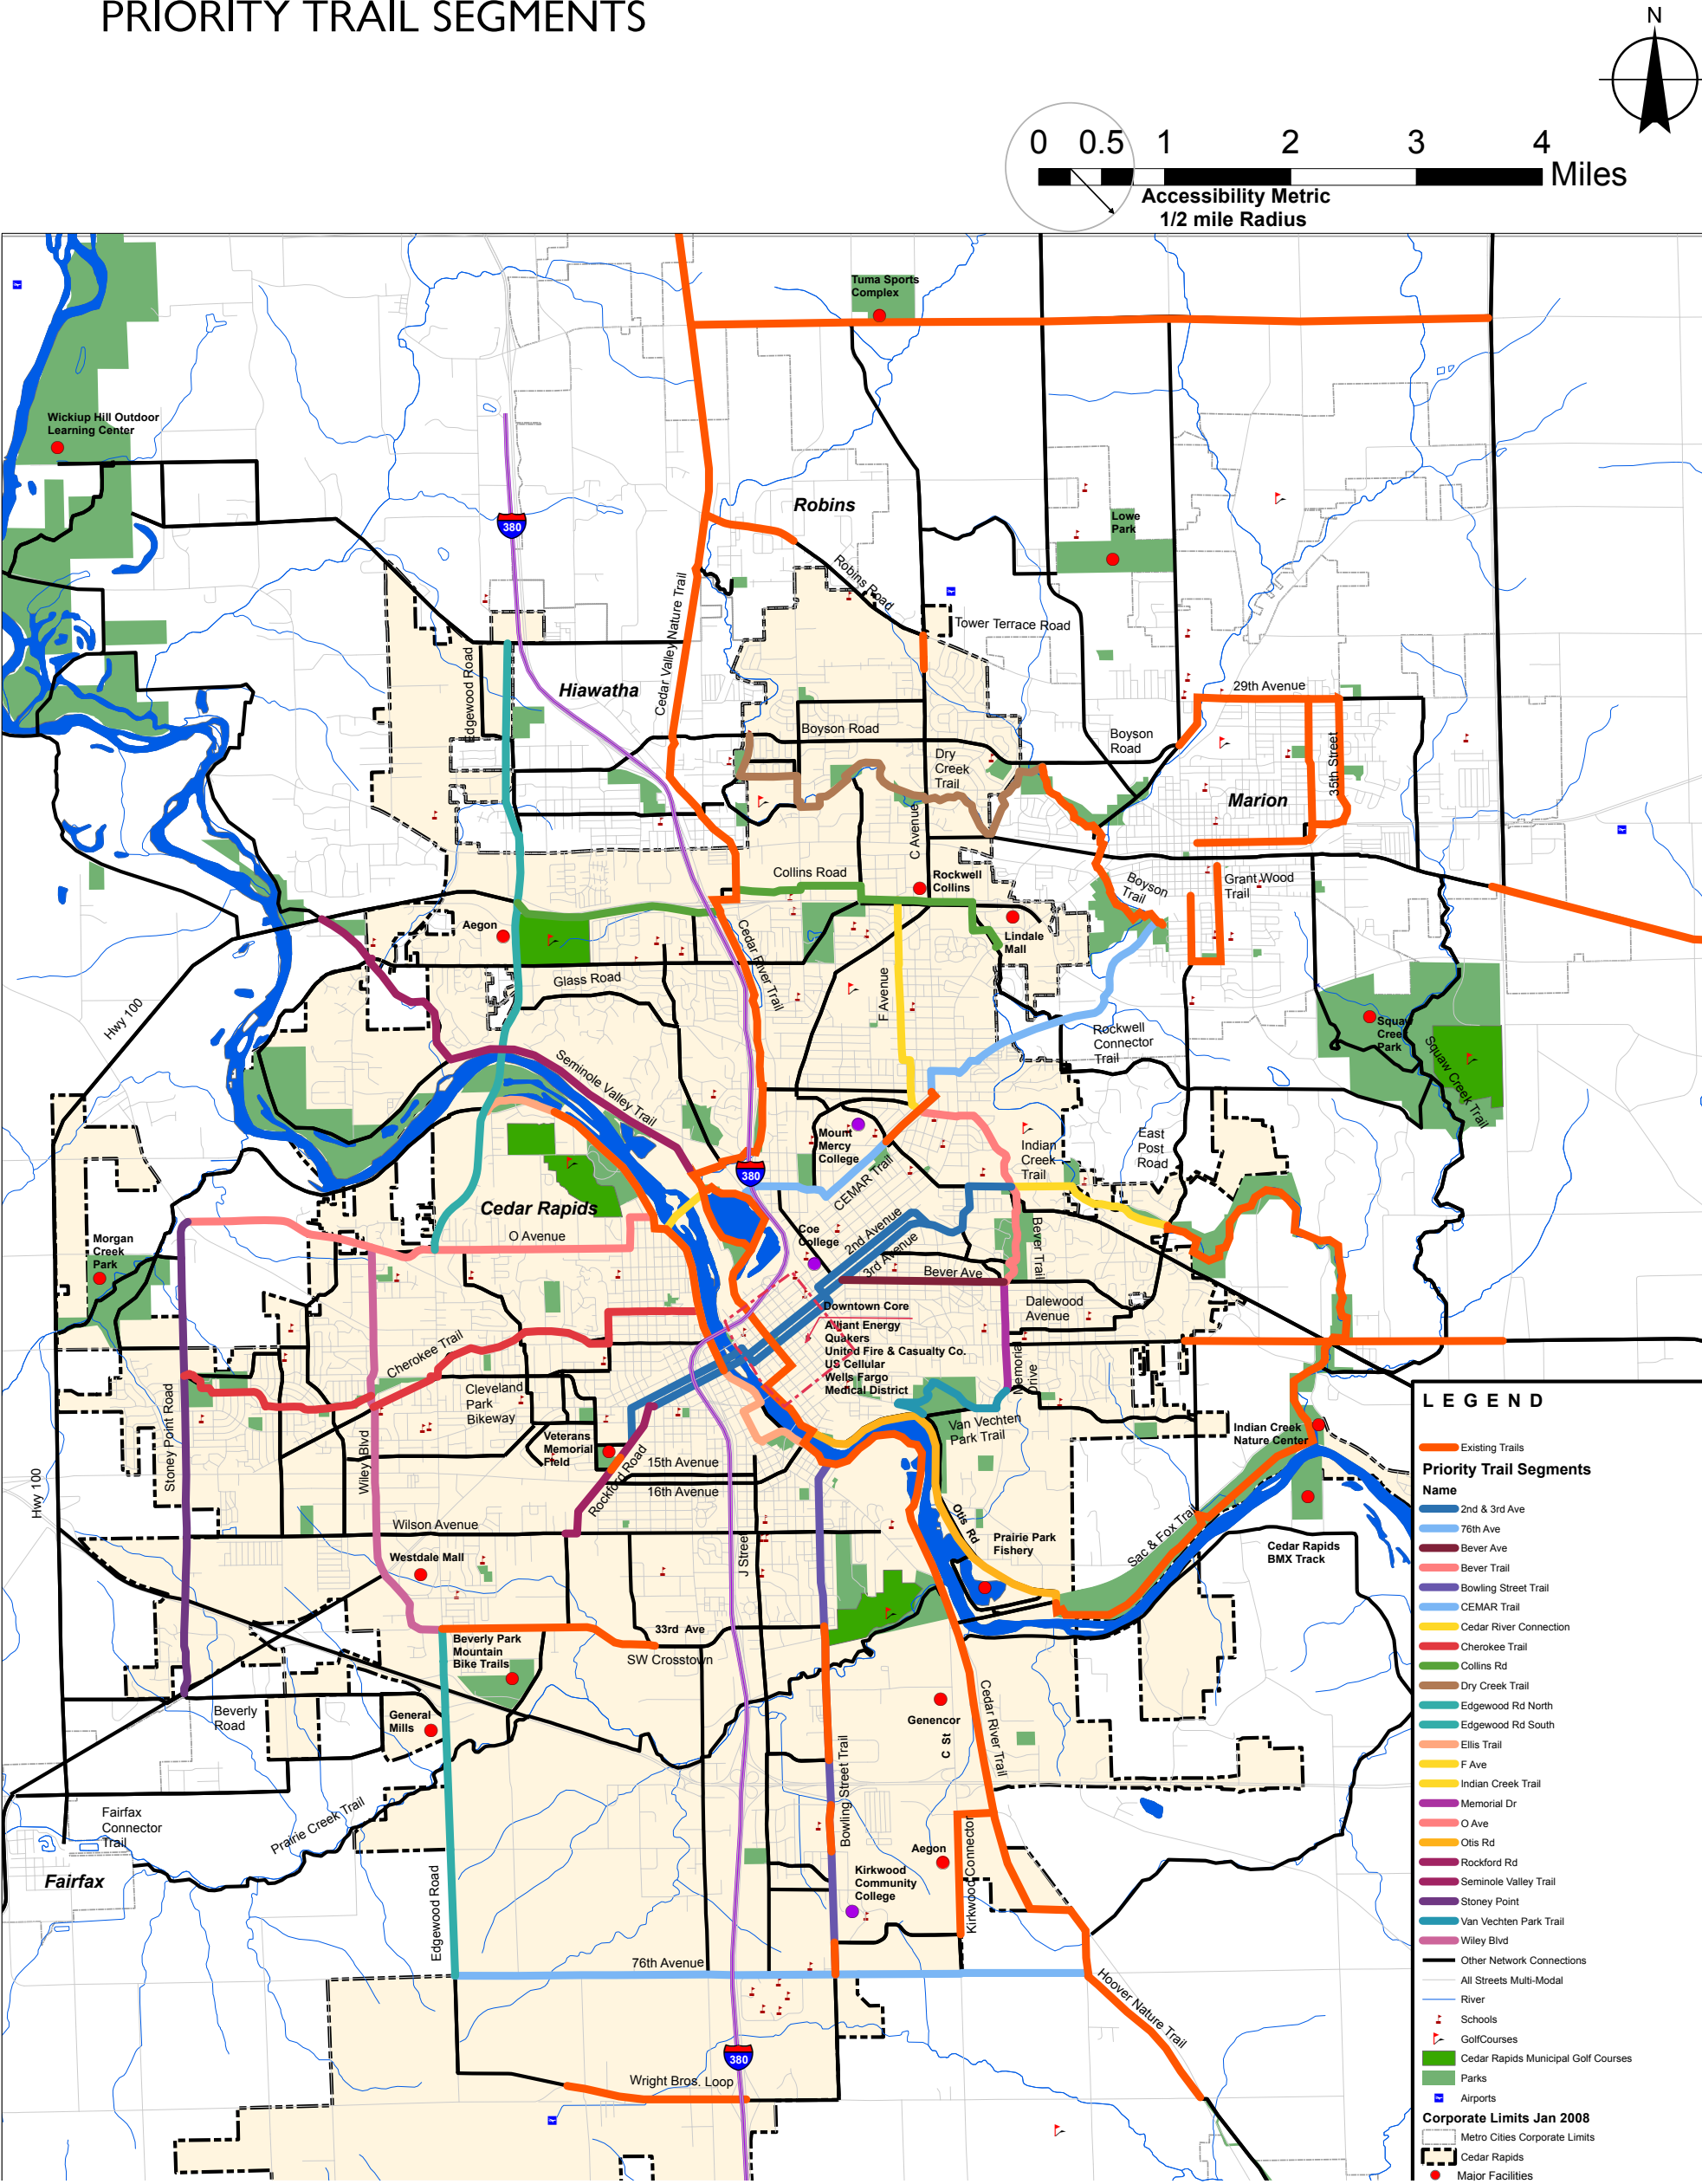 PRIORITY TRAIL SEGMENTS
N
0 0.5 1 2 3 4
Miles
Accessibility Metric
1/2 mile Radius
Tuma Sports
Complex
Wickiup Hill Outdoor
Learning Center
380
Robins
Lowe
Park
Robins Road
Cedar Valley Nature Trail
Tower Terrace Road
Edgewood Road
Hiawatha
29th Avenue
Boyson Road
Boyson
Road
Dry
Creek
Trail
35th Street
Marion
C Avenue
Collins Road
Rockwell
Collins
Boyson
Trail
Grant Wood
Trail
Aegon
Lindale
Mall
Cedar River Trail
Glass Road
F Avenue
Hwy 100
Squaw
Creek
Park
Squaw Creek Trail
Rockwell
Connector
Trail
Seminole Valley Trail
Mount
Mercy
College
Indian
Creek
Trail
East
Post
Road
380
CEMAR Trail
Cedar Rapids
O Avenue
Morgan
Creek
Park
Coe
College
2nd Avenue
3rd Avenue
Bever Trail
Bever Ave
Dalewood
Avenue
Downtown Core
Alliant Energy
Quakers
United Fire & Casualty Co.
US Cellular
Wells Fargo
Medical District
Cherokee Trail
Memorial
Drive
Cleveland
Park
Bikeway
Stoney Point Road
Van Vechten
Park Trail
Indian Creek
Nature Center
Veterans
Memorial
Field
Wiley Blvd
15th Avenue
Rockford Road
16th Avenue
Hwy 100
Otis Rd
Wilson Avenue
Prairie Park
Fishery
Sac & Fox Trail
Cedar Rapids
BMX Track
J Street
Westdale Mall
33rd Ave
SW Crosstown
Beverly Park
Mountain
Bike Trails
Beverly
Road
General
Mills
Genencor
C St
Cedar River Trail
Bowling Street Trail
Fairfax
Connector
Trail
Prairie Creek Trail
Fairfax
Aegon
Kirkwood
Community
College
Kirkwood Connector
Edgewood Road
76th Avenue
Hoover Nature Trail
380
Wright Bros. Loop
LEGEND
Existing Trails
Priority Trail Segments
Name
2nd & 3rd Ave
76th Ave
Bever Ave
Bever Trail
Bowling Street Trail
CEMAR Trail
Cedar River Connection
Cherokee Trail
Collins Rd
Dry Creek Trail
Edgewood Rd North
Edgewood Rd South
Ellis Trail
F Ave
Indian Creek Trail
Memorial Dr
O Ave
Otis Rd
Rockford Rd
Seminole Valley Trail
Stoney Point
Van Vechten Park Trail
Wiley Blvd
Other Network Connections
All Streets Multi-Modal
River
Schools
GolfCourses
Cedar Rapids Municipal Golf Courses
Parks
Airports
Corporate Limits Jan 2008
Metro Cities Corporate Limits
Cedar Rapids
Major Facilities